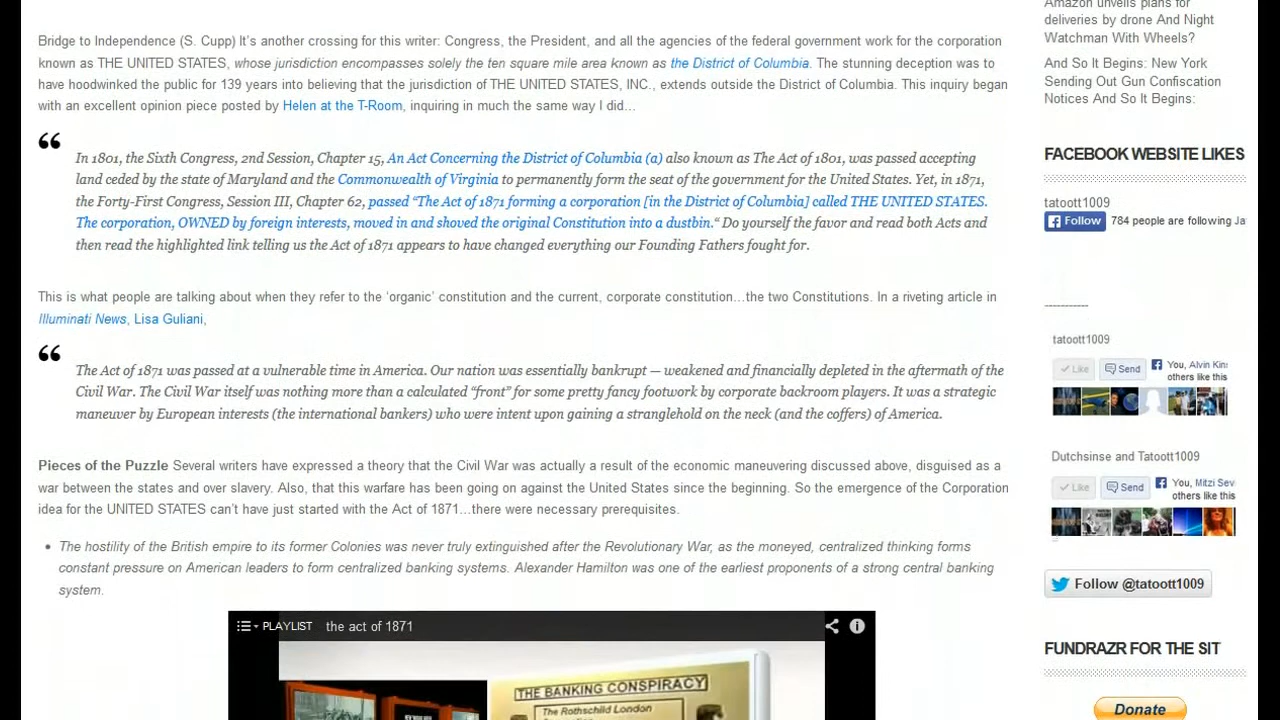 Bridge to Independence (S. Cupp) It's another crossing for this writer: Congress, the President, and all the agencies of the federal government work for the corporation
known as THE UNITED STATES, whose jurisdiction encompasses solely the ten square mile area known as the District of Columbia. The stunning deception was to
have hoodwinked the public for 139 years into believing that the jurisdiction of THE UNITED STATES, INC., extends outside the District of Columbia. This inquiry began
with an excellent opinion piece posted by Helen at the T-Room, inquiring in much the same way I did…
“
In 1801, the Sixth Congress, 2nd Session, Chapter 15, An Act Concerning the District of Columbia (a) also known as The Act of 1801, was passed accepting
land ceded by the state of Maryland and the Commonwealth of Virginia to permanently form the seat of the government for the United States. Yet, in 1871,
the Forty-First Congress, Session III, Chapter 62, passed “The Act of 1871 forming a corporation [in the District of Columbia] called THE UNITED STATES.
The corporation, OWNED by foreign interests, moved in and shoved the original Constitution into a dustbin.“ Do yourself the favor and read both Acts and
then read the highlighted link telling us the Act of 1871 appears to have changed everything our Founding Fathers fought for.
This is what people are talking about when they refer to the ‘organic’ constitution and the current, corporate constitution…the two Constitutions. In a riveting article in
Illuminati News, Lisa Guliani,
“
The Act of 1871 was passed at a vulnerable time in America. Our nation was essentially bankrupt — weakened and financially depleted in the aftermath of the
Civil War. The Civil War itself was nothing more than a calculated “front” for some pretty fancy footwork by corporate backroom players. It was a strategic
maneuver by European interests (the international bankers) who were intent upon gaining a stranglehold on the neck (and the coffers) of America.
Pieces of the Puzzle Several writers have expressed a theory that the Civil War was actually a result of the economic maneuvering discussed above, disguised as a
war between the states and over slavery. Also, that this warfare has been going on against the United States since the beginning. So the emergence of the Corporation
idea for the UNITED STATES can't have just started with the Act of 1871…there were necessary prerequisites.
• The hostility of the British empire to its former Colonies was never truly extinguished after the Revolutionary War, as the moneyed, centralized thinking forms
constant pressure on American leaders to form centralized banking systems. Alexander Hamilton was one of the earliest proponents of a strong central banking
system.
PLAYLIST the act of 1871
THE BANKING CONSPIRACY
The Rothschild London
Amazon unveils plans for
deliveries by drone And Night
Watchman With Wheels?
And So It Begins: New York
Sending Out Gun Confiscation
Notices And So It Begins:
FACEBOOK WEBSITE LIKES
tatoott1009
Follow 784 people are following Ja
-----------
tatoott1009
Like Send You, Alvin Kin
others like this
Dutchsinse and Tatoott1009
Like Send You, Mitzi Sev
others like this
Follow @tatoott1009
FUNDRAZR FOR THE SIT
Donate